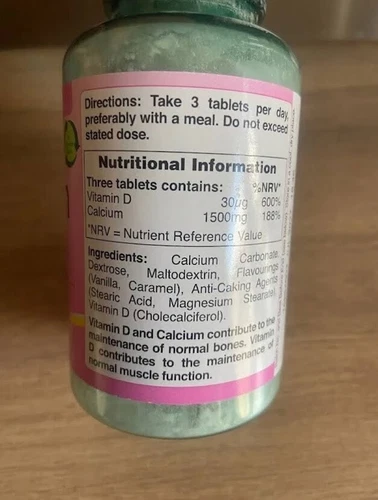 Directions: Take 3 tablets per day,
preferably with a meal. Do not exceed
stated dose.
Nutritional Information
Three tablets contains: %NRV*
Vitamin D 30µg 600%
Calcium 1500mg 188%
*NRV = Nutrient Reference Value
Ingredients: Calcium Carbonate,
Dextrose, Maltodextrin, Flavourings
(Vanilla, Caramel), Anti-Caking Agents
(Stearic Acid, Magnesium Stearate),
Vitamin D (Cholecalciferol).
Vitamin D and Calcium contribute to the
maintenance of normal bones. Vitamin
D contributes to the maintenance of
normal muscle function.